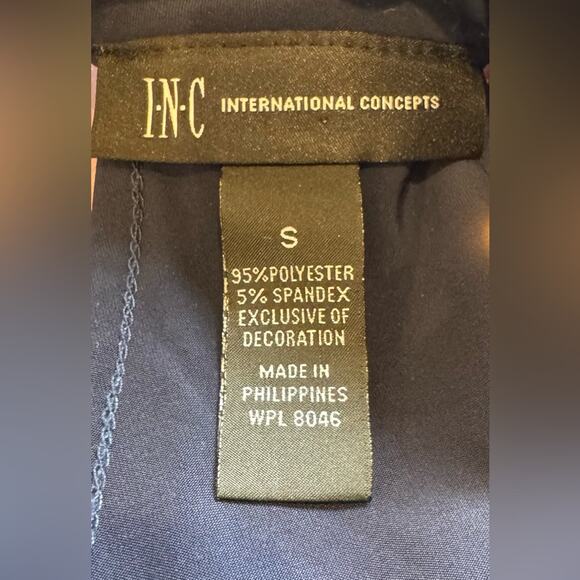 I·N·C INTERNATIONAL CONCEPTS
S
95%POLYESTER
5% SPANDEX
EXCLUSIVE OF
DECORATION
MADE IN
PHILIPPINES
WPL 8046